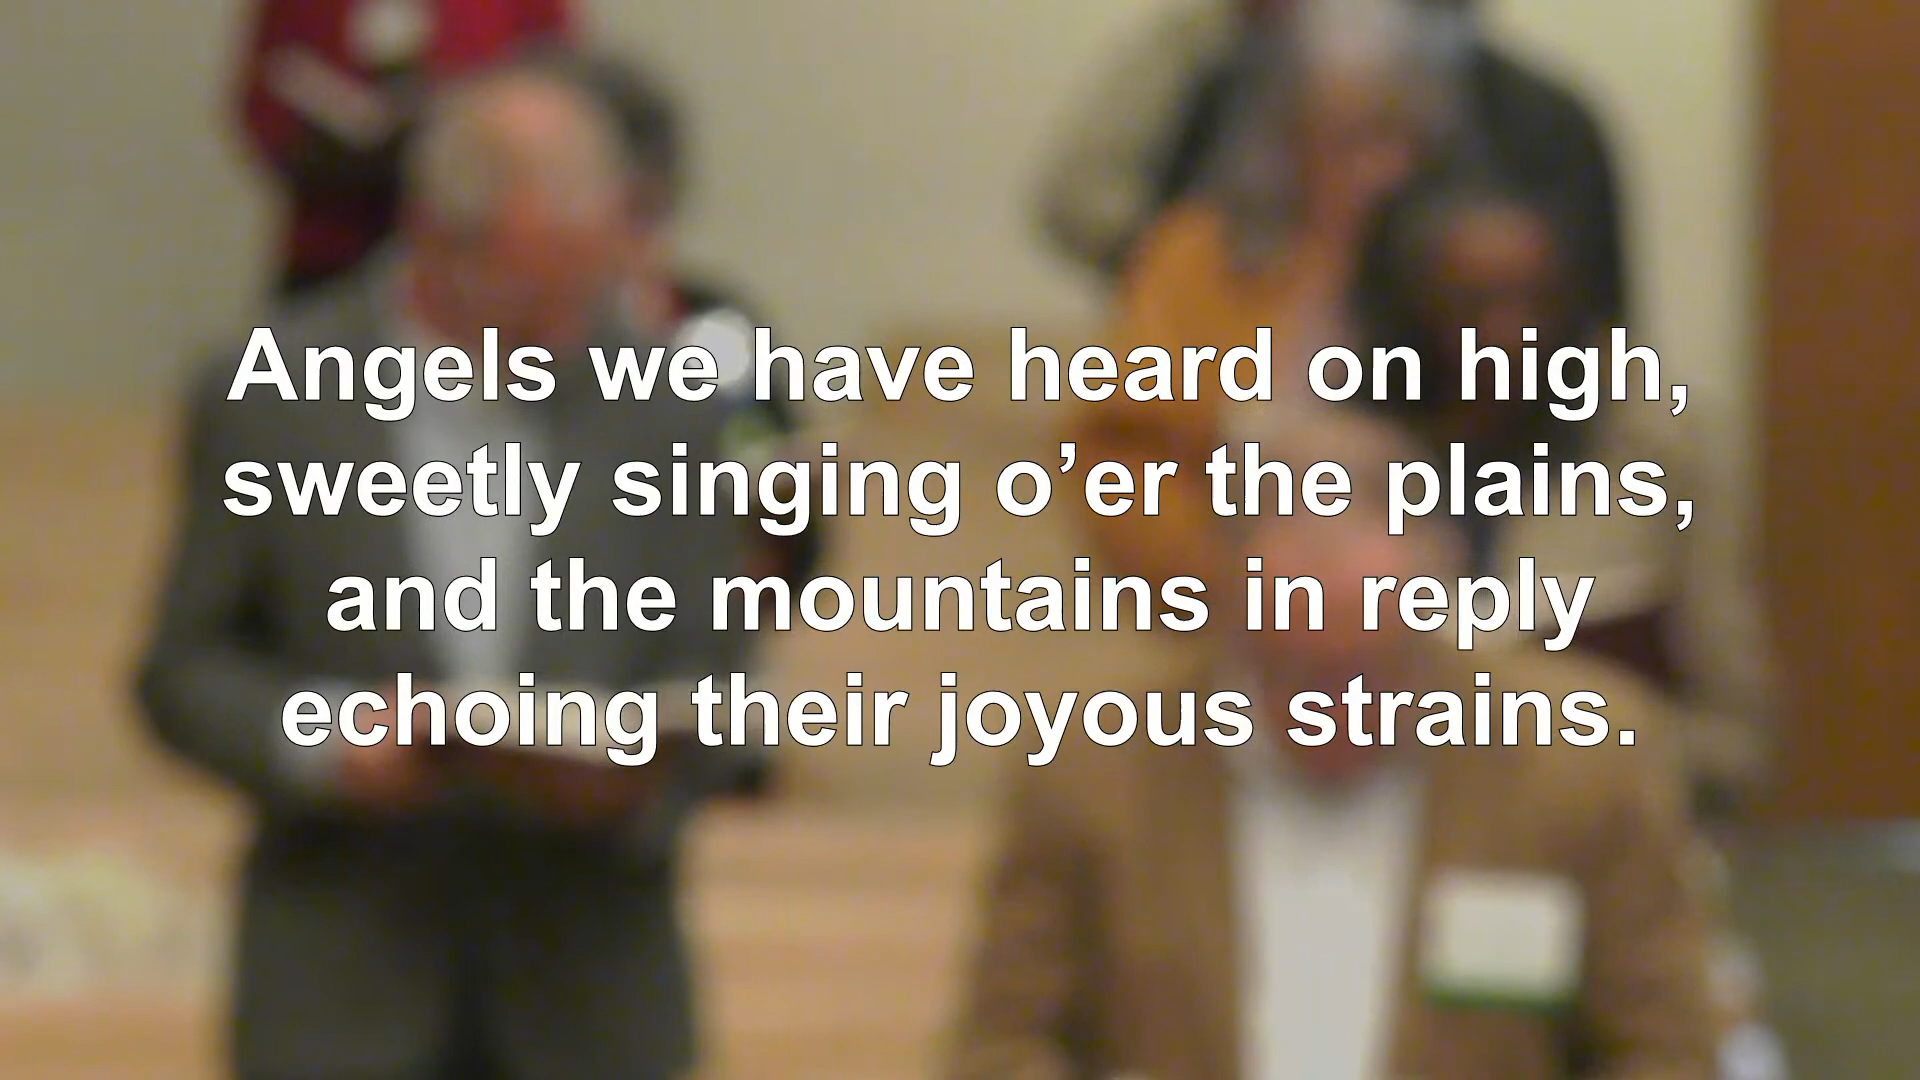 Angels we have heard on high,
sweetly singing o’er the plains,
and the mountains in reply
echoing their joyous strains.